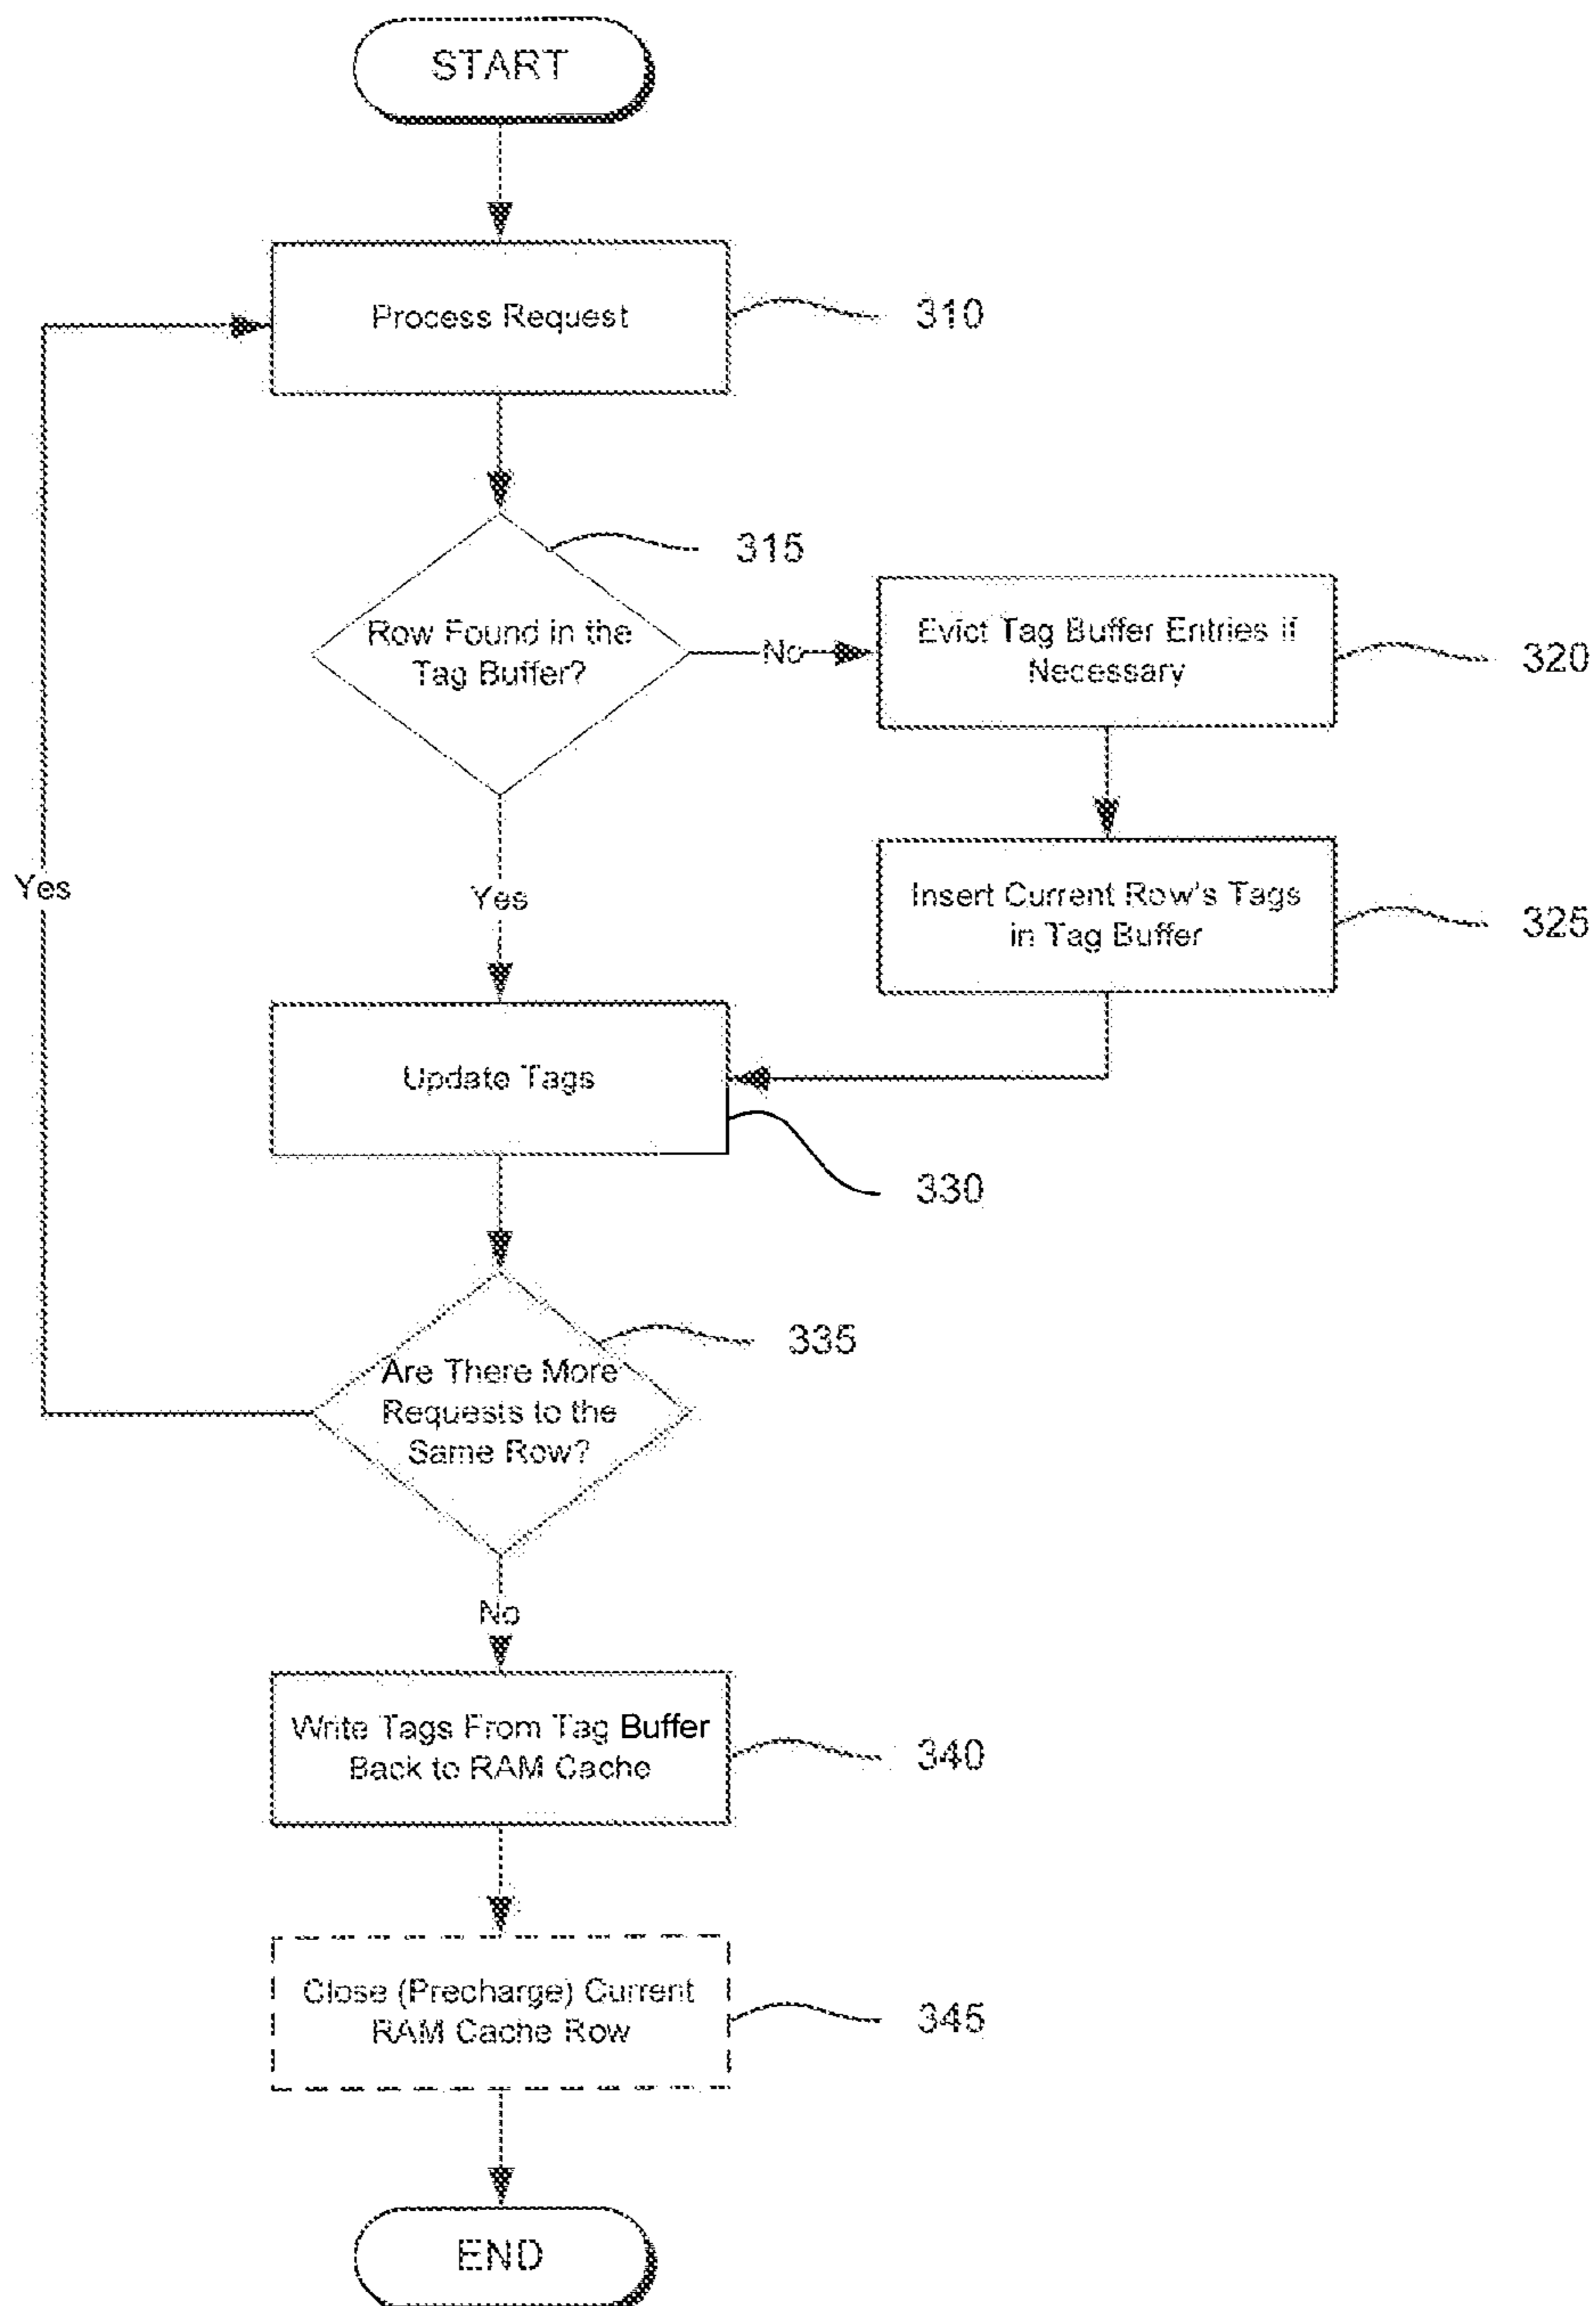 START
Process Request
310
315
Row Found in the
Tag Buffer?
No
Evict Tag Buffer Entries if
Necessary
320
Yes
Yes
Insert Current Row's Tags
in Tag Buffer
325
Update Tags
330
Are There More
Requests to the
Same Row?
335
No
Write Tags From Tag Buffer
Back to RAM Cache
340
Close (Precharge) Current
RAM Cache Row
345
END